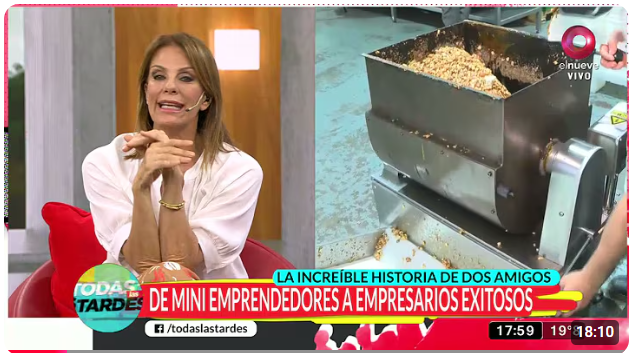 elnueve
VIVO
LA INCREÍBLE HISTORIA DE DOS AMIGOS
DE MINI EMPRENDEDORES A EMPRESARIOS EXITOSOS
TODAS LAS
TARDES
/todaslastardes
17:59 19°
18:10